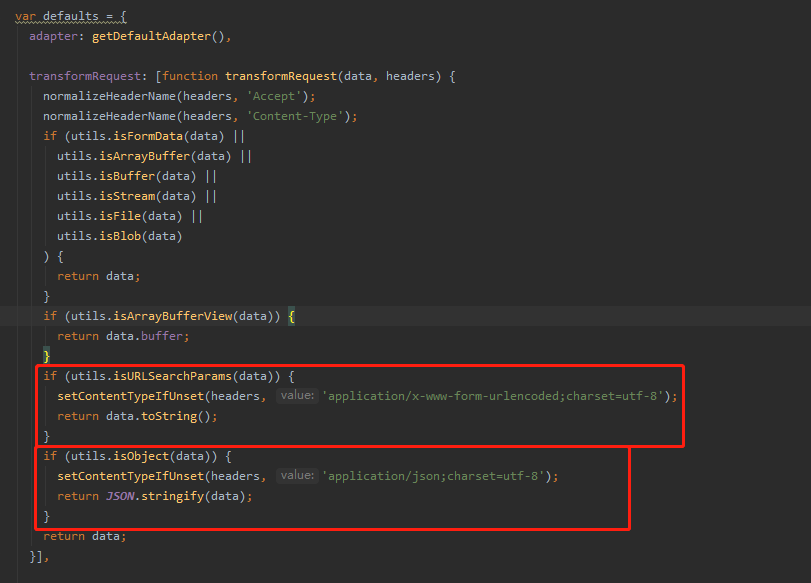 var defaults = {
adapter: getDefaultAdapter(),
transformRequest: [function transformRequest(data, headers) {
normalizeHeaderName(headers, 'Accept');
normalizeHeaderName(headers, 'Content-Type');
if (utils.isFormData(data) ||
utils.isArrayBuffer(data) ||
utils.isBuffer(data) ||
utils.isStream(data) ||
utils.isFile(data) ||
utils.isBlob(data)
) {
return data;
}
if (utils.isArrayBufferView(data)) {
return data.buffer;
}
if (utils.isURLSearchParams(data)) {
setContentTypeIfUnset(headers, value: 'application/x-www-form-urlencoded;charset=utf-8');
return data.toString();
}
if (utils.isObject(data)) {
setContentTypeIfUnset(headers, value: 'application/json;charset=utf-8');
return JSON.stringify(data);
}
return data;
}],